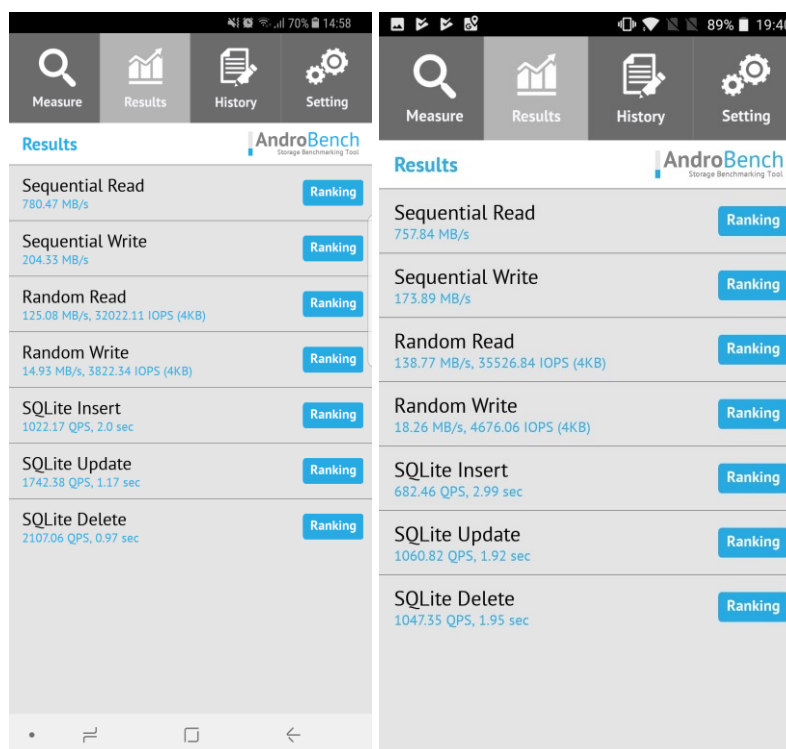 70% 14:58
Measure Results History Setting
Results
AndroBench
Storage Benchmarking Tool
Sequential Read
780.47 MB/s
Ranking
Sequential Write
204.33 MB/s
Ranking
Random Read
125.08 MB/s, 32022.11 IOPS (4KB)
Ranking
Random Write
14.93 MB/s, 3822.34 IOPS (4KB)
Ranking
SQLite Insert
1022.17 QPS, 2.0 sec
Ranking
SQLite Update
1742.38 QPS, 1.17 sec
Ranking
SQLite Delete
2107.06 QPS, 0.97 sec
Ranking
89% 19:40
Measure Results History Setting
Results
AndroBench
Storage Benchmarking Tool
Sequential Read
757.84 MB/s
Ranking
Sequential Write
173.89 MB/s
Ranking
Random Read
138.77 MB/s, 35526.84 IOPS (4KB)
Ranking
Random Write
18.26 MB/s, 4676.06 IOPS (4KB)
Ranking
SQLite Insert
682.46 QPS, 2.99 sec
Ranking
SQLite Update
1060.82 QPS, 1.92 sec
Ranking
SQLite Delete
1047.35 QPS, 1.95 sec
Ranking